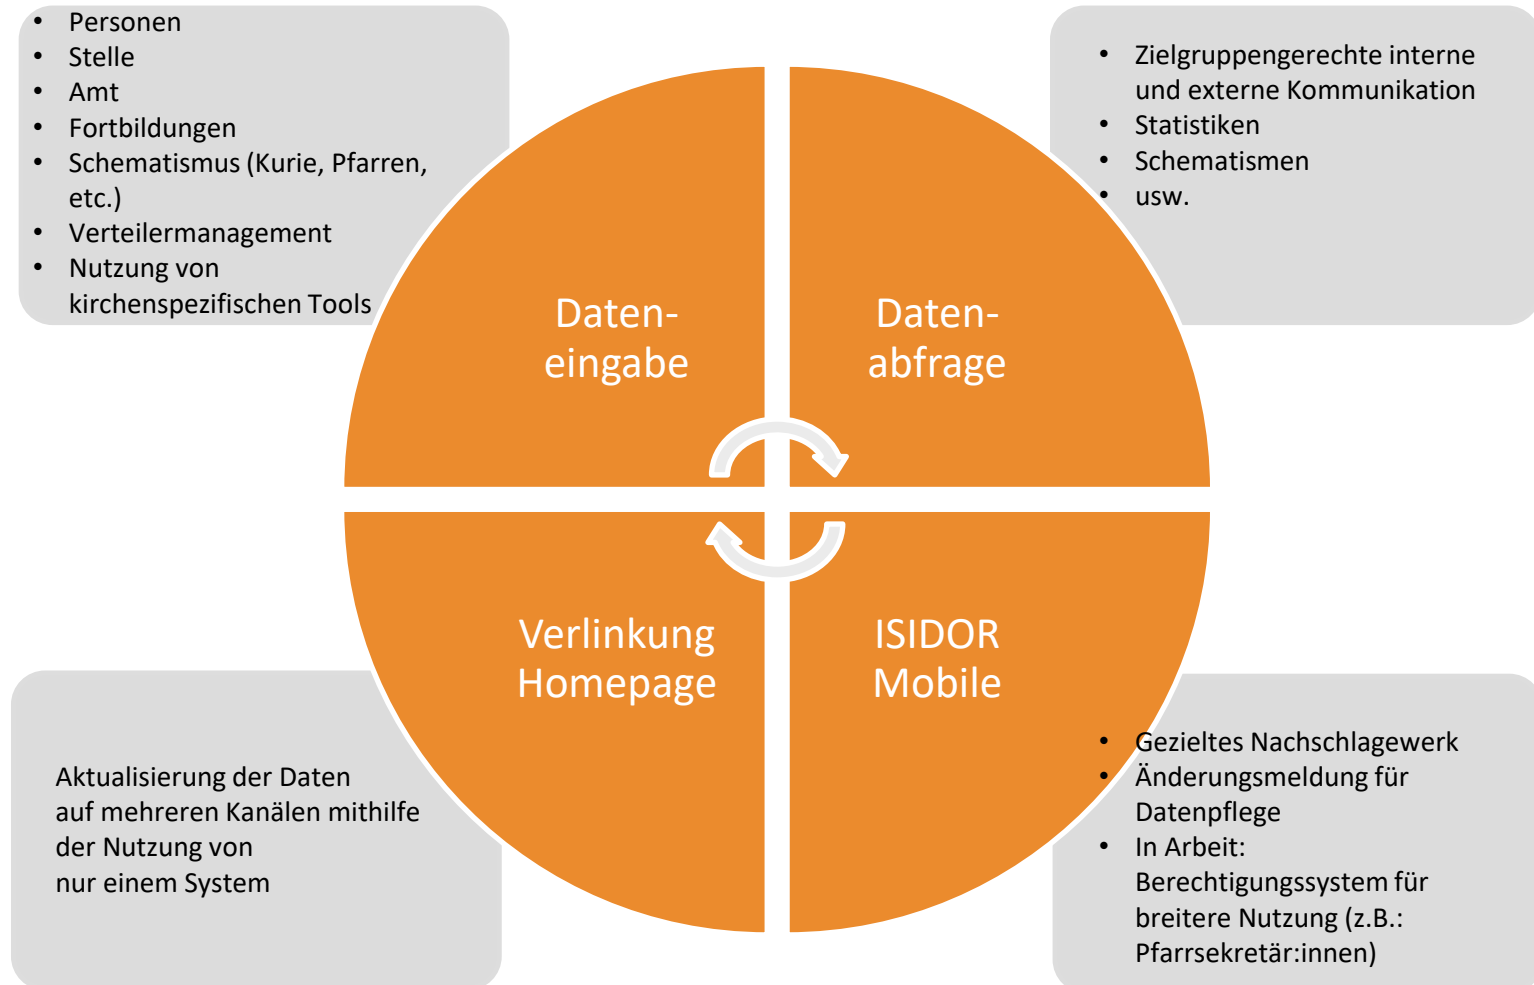 • Personen
• Stelle
• Amt
• Fortbildungen
• Schematismus (Kurie, Pfarren,
etc.)
• Verteilermanagement
• Nutzung von
kirchenspezifischen Tools
• Zielgruppengerechte interne
und externe Kommunikation
• Statistiken
• Schematismen
• usw.
Daten-
eingabe
Daten-
abfrage
Verlinkung
Homepage
ISIDOR
Mobile
Aktualisierung der Daten
auf mehreren Kanälen mithilfe
der Nutzung von
nur einem System
• Gezieltes Nachschlagewerk
• Änderungsmeldung für
Datenpflege
• In Arbeit:
Berechtigungssystem für
breitere Nutzung (z.B.:
Pfarrsekretär:innen)